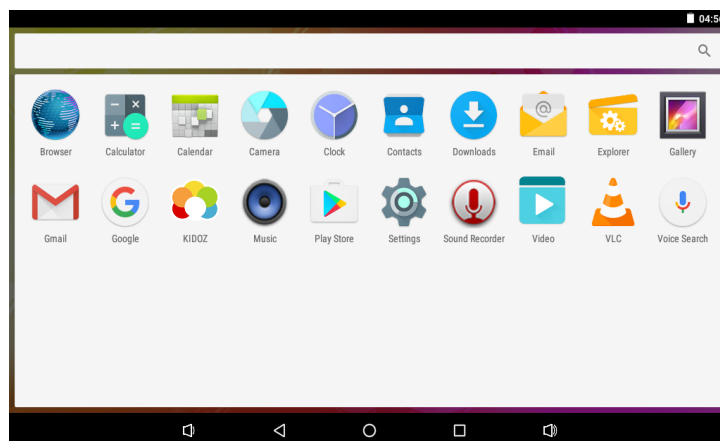 Browser Calculator Calendar Camera Clock Contacts Downloads Email Explorer Gallery
Gmail Google KIDOZ Music Play Store Settings Sound Recorder Video VLC Voice Search